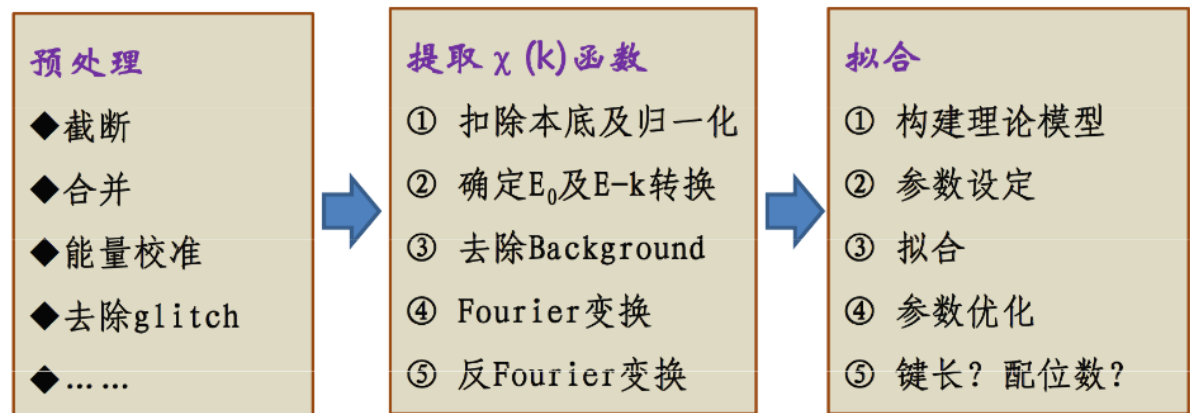 预处理
◆截断
◆合并
◆能量校准
◆去除glitch
◆……
提取χ(k)函数
① 扣除本底及归一化
② 确定E₀及E-k转换
③ 去除Background
④ Fourier变换
⑤ 反Fourier变换
拟合
① 构建理论模型
② 参数设定
③ 拟合
④ 参数优化
⑤ 键长？配位数？